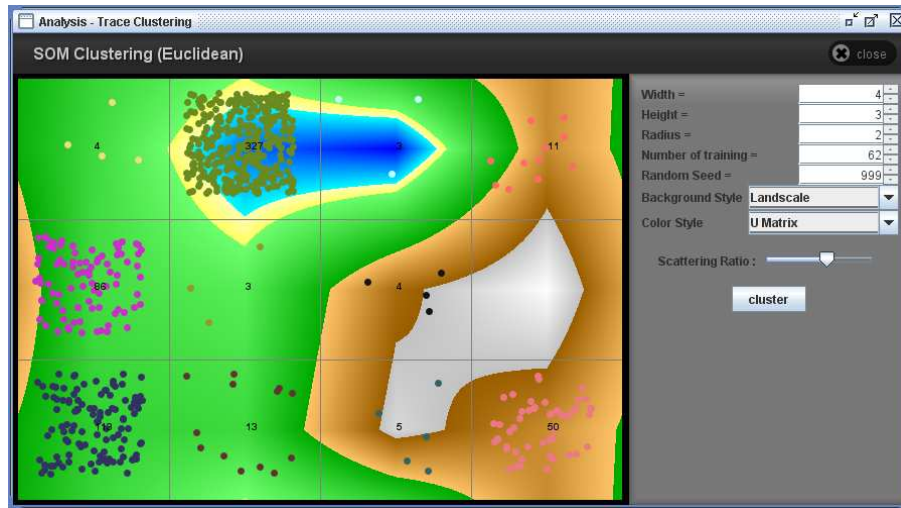 Analysis - Trace Clustering
SOM Clustering (Euclidean)
close
4
327
3
11
86
3
4
13
5
50
Width =
4
Height =
3
Radius =
2
Number of training =
62
Random Seed =
999
Background Style
Landscale
Color Style
U Matrix
Scattering Ratio :
cluster